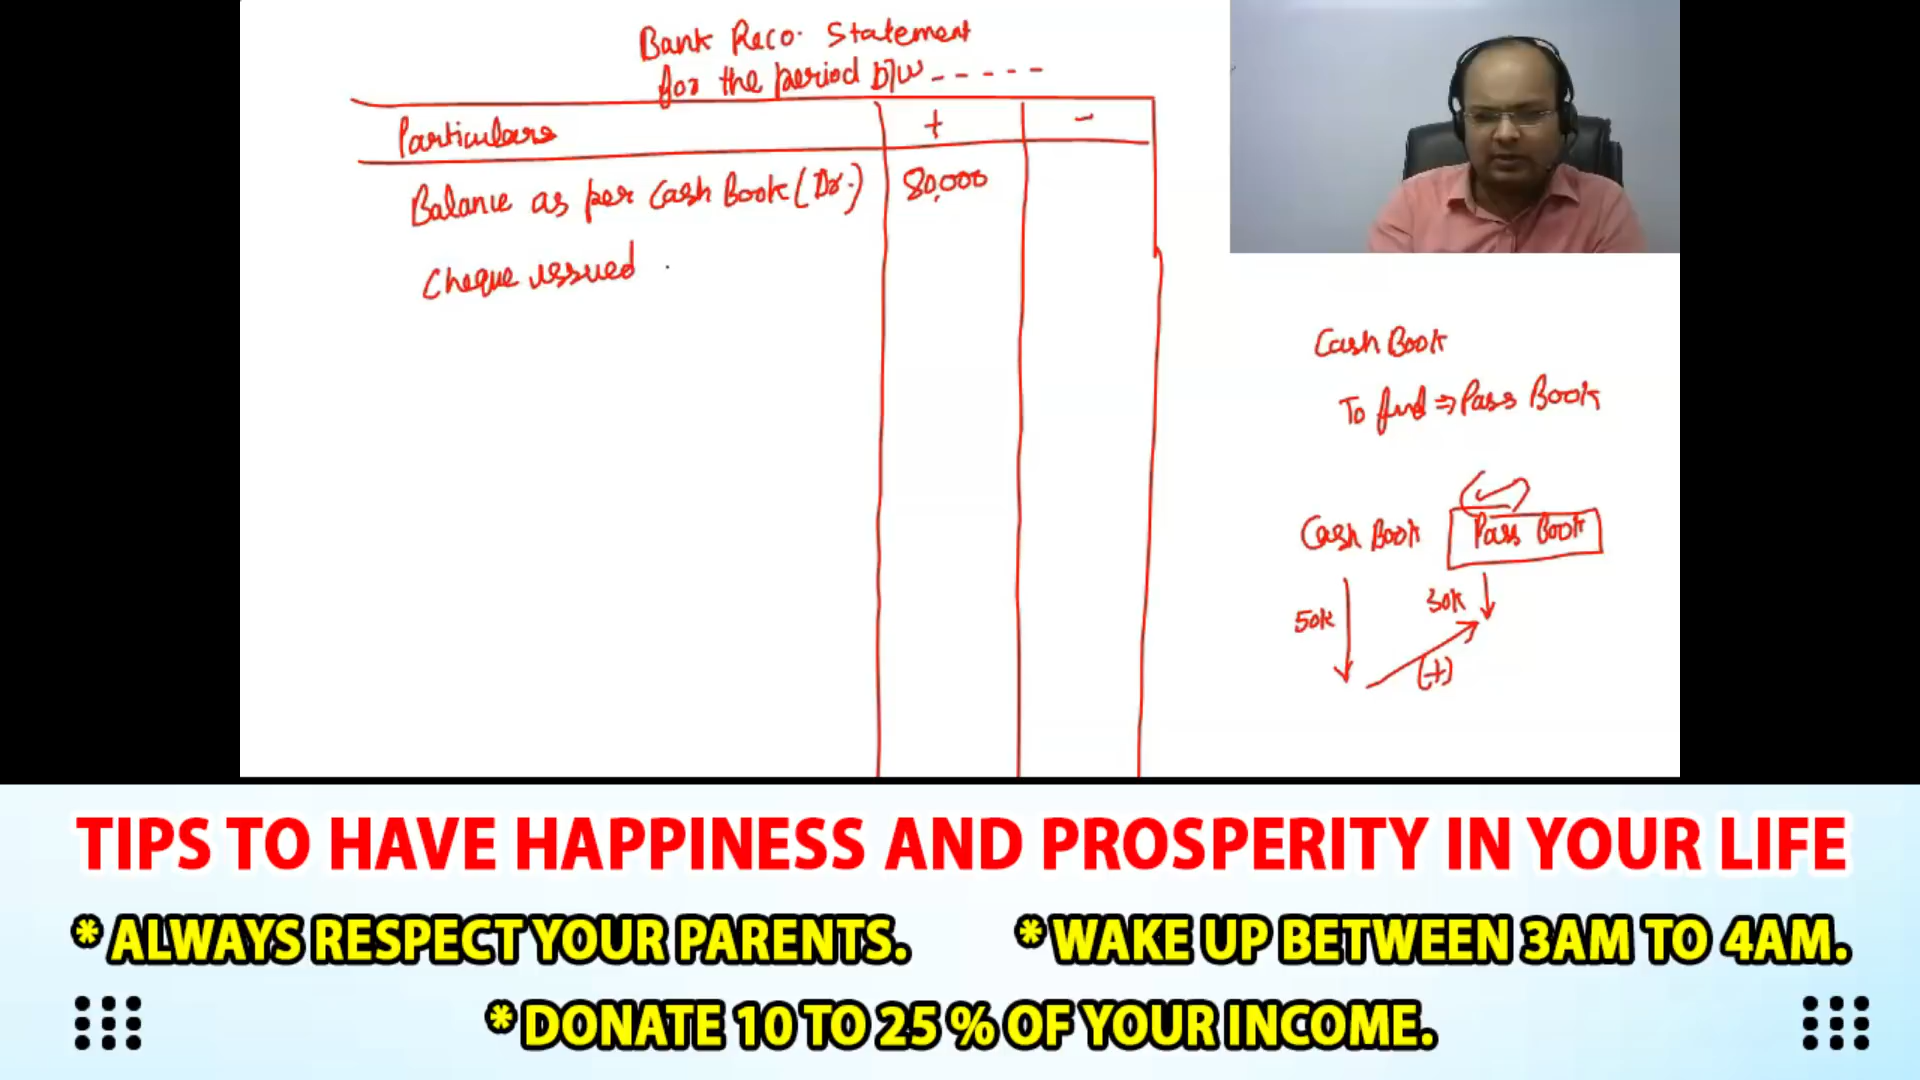 Bank Reco. Statement
for the period b/w -----
Particulars + -
Balance as per Cash Book (Dr.) 80,000
Cheque issued
Cash Book
To find ⇒ Pass Book
Cash Book Pass Book
50k 30k
(+)
TIPS TO HAVE HAPPINESS AND PROSPERITY IN YOUR LIFE
* ALWAYS RESPECT YOUR PARENTS. * WAKE UP BETWEEN 3AM TO 4AM.
* DONATE 10 TO 25 % OF YOUR INCOME.